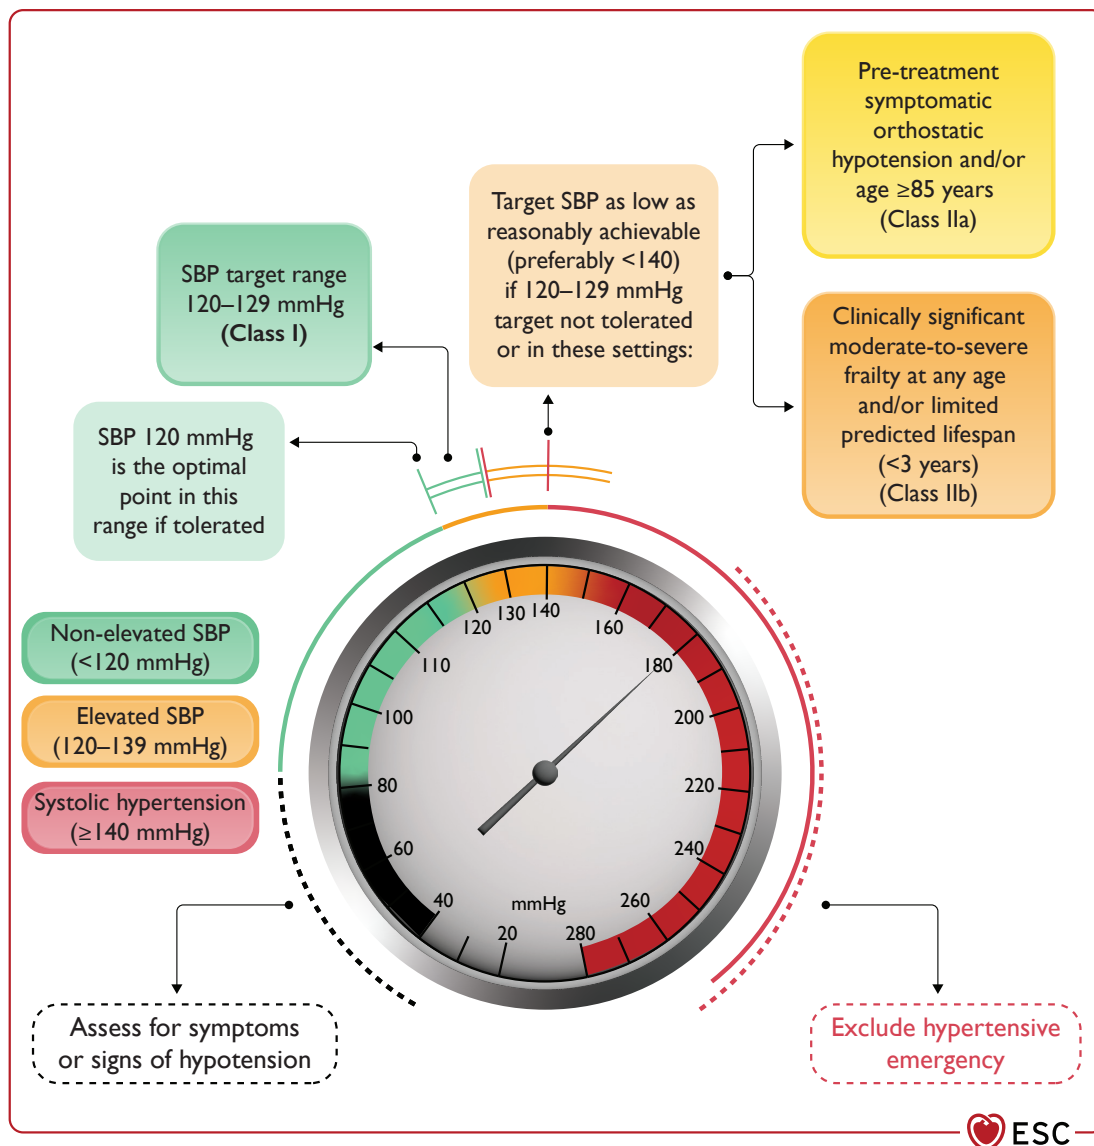 Pre-treatment
symptomatic
orthostatic
hypotension and/or
age ≥85 years
(Class IIa)
Target SBP as low as
reasonably achievable
(preferably <140)
if 120–129 mmHg
target not tolerated
or in these settings:
SBP target range
120–129 mmHg
(Class I)
Clinically significant
moderate-to-severe
frailty at any age
and/or limited
predicted lifespan
(<3 years)
(Class IIb)
SBP 120 mmHg
is the optimal
point in this
range if tolerated
Non-elevated SBP
(<120 mmHg)
Elevated SBP
(120–139 mmHg)
Systolic hypertension
(≥140 mmHg)
20
40
60
80
100
110
120
130
140
160
180
200
220
240
260
280
mmHg
Assess for symptoms
or signs of hypotension
Exclude hypertensive
emergency
ESC